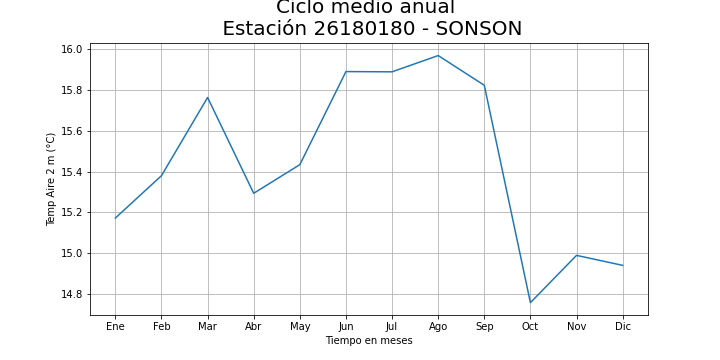 Ciclo medio anual
Estación 26180180 - SONSON
Temp Aire 2 m (°C)
16.0
15.8
15.6
15.4
15.2
15.0
14.8
Ene Feb Mar Abr May Jun Jul Ago Sep Oct Nov Dic
Tiempo en meses